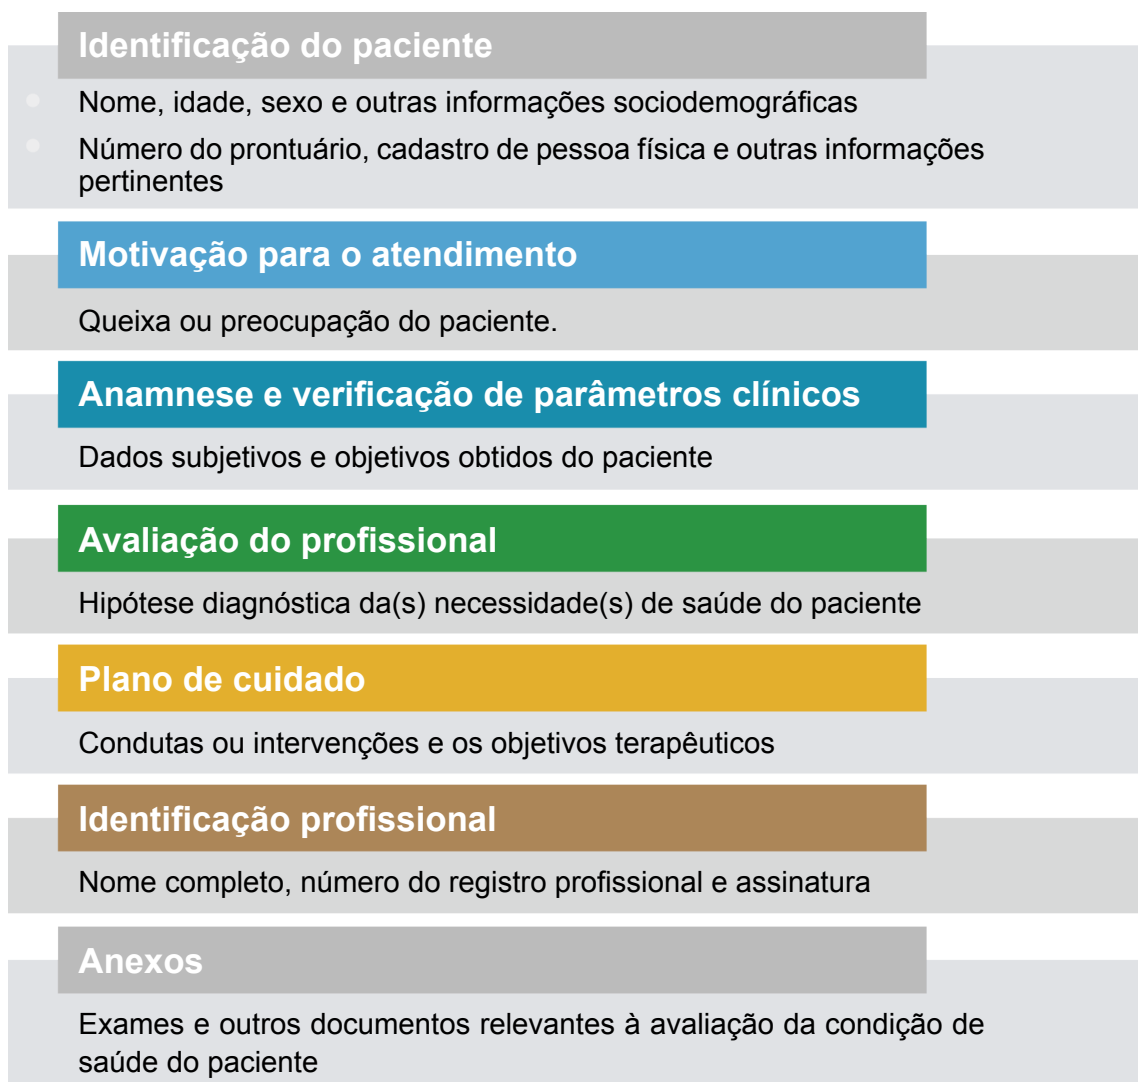 Identificação do paciente
Nome, idade, sexo e outras informações sociodemográficas
Número do prontuário, cadastro de pessoa física e outras informações
pertinentes
Motivação para o atendimento
Queixa ou preocupação do paciente.
Anamnese e verificação de parâmetros clínicos
Dados subjetivos e objetivos obtidos do paciente
Avaliação do profissional
Hipótese diagnóstica da(s) necessidade(s) de saúde do paciente
Plano de cuidado
Condutas ou intervenções e os objetivos terapêuticos
Identificação profissional
Nome completo, número do registro profissional e assinatura
Anexos
Exames e outros documentos relevantes à avaliação da condição de
saúde do paciente